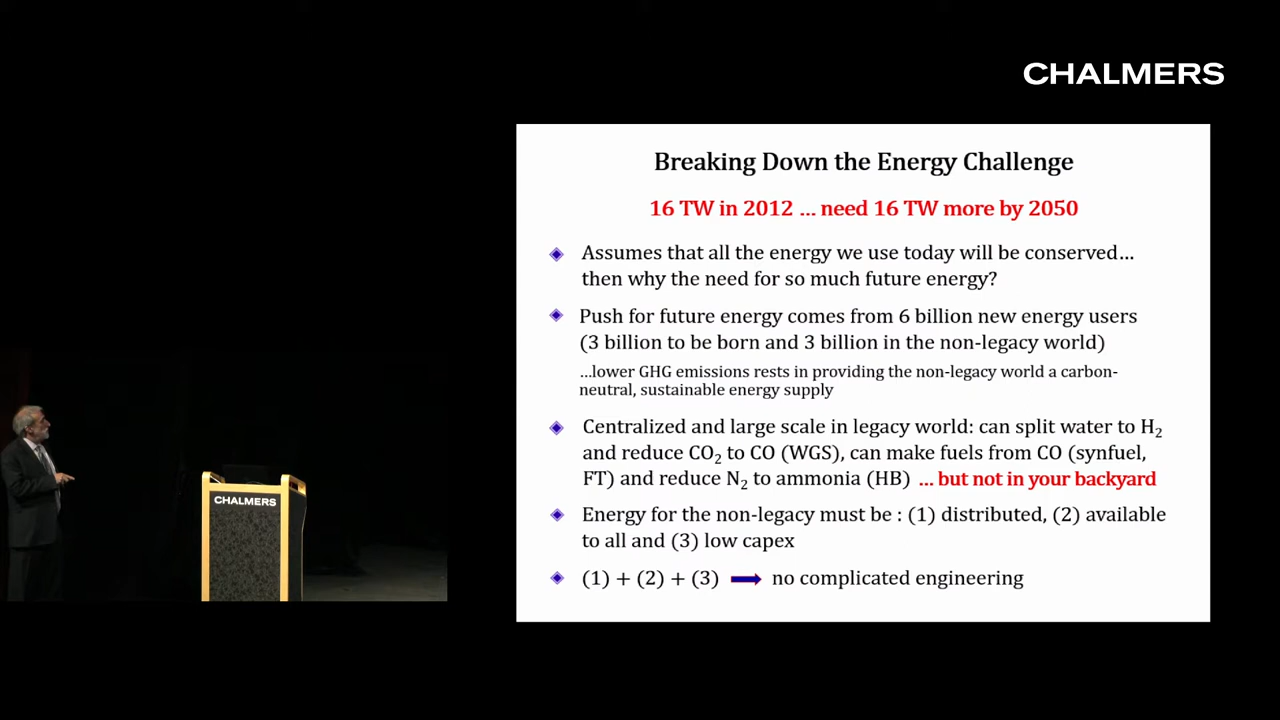 CHALMERS
Breaking Down the Energy Challenge
16 TW in 2012 ... need 16 TW more by 2050
Assumes that all the energy we use today will be conserved...
then why the need for so much future energy?
Push for future energy comes from 6 billion new energy users
(3 billion to be born and 3 billion in the non-legacy world)
...lower GHG emissions rests in providing the non-legacy world a carbon-
neutral, sustainable energy supply
Centralized and large scale in legacy world: can split water to H₂
and reduce CO₂ to CO (WGS), can make fuels from CO (synfuel,
FT) and reduce N₂ to ammonia (HB) ... but not in your backyard
Energy for the non-legacy must be : (1) distributed, (2) available
to all and (3) low capex
(1) + (2) + (3) ➡ no complicated engineering
CHALMERS